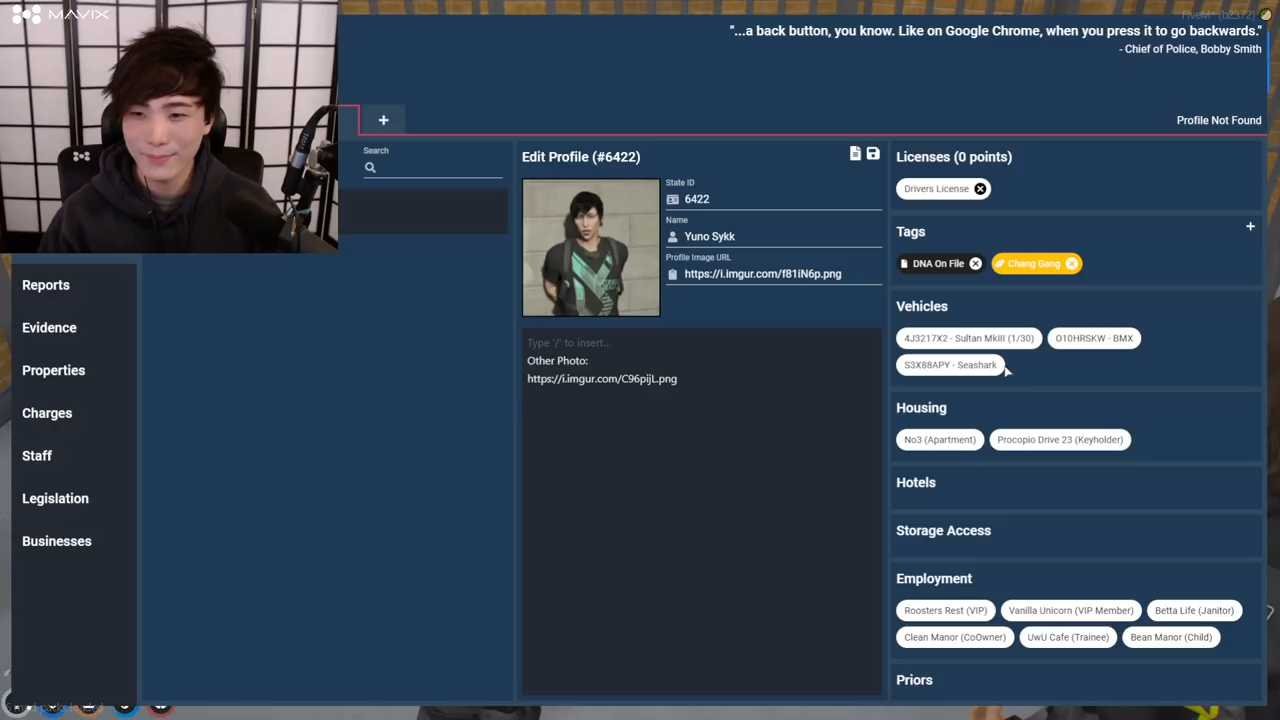 MAVIX
FiveM® (b2372)
"...a back button, you know. Like on Google Chrome, when you press it to go backwards."
- Chief of Police, Bobby Smith
+
Profile Not Found
Search
Reports
Evidence
Properties
Charges
Staff
Legislation
Businesses
Edit Profile (#6422)
State ID
6422
Name
Yuno Sykk
Profile Image URL
https://i.imgur.com/f81iN6p.png
Type '/' to insert...
Other Photo:
https://i.imgur.com/C96pijL.png
Licenses (0 points)
Drivers License
Tags
+
DNA On File
Chang Gang
Vehicles
4J3217X2 - Sultan MkIII (1/30)
O10HRSKW - BMX
S3X88APY - Seashark
Housing
No3 (Apartment)
Procopio Drive 23 (Keyholder)
Hotels
Storage Access
Employment
Roosters Rest (VIP)
Vanilla Unicorn (VIP Member)
Betta Life (Janitor)
Clean Manor (CoOwner)
UwU Cafe (Trainee)
Bean Manor (Child)
Priors